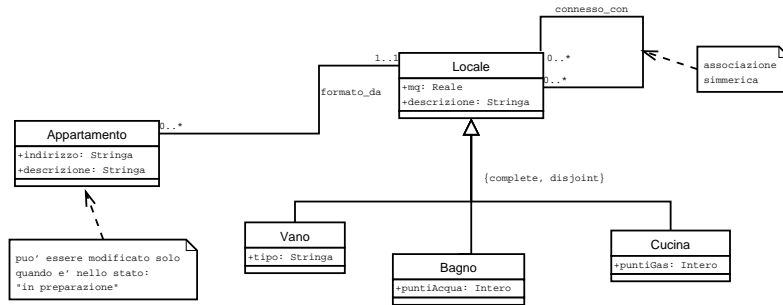 connesso_con
1..1
Locale
0..*
+mq: Reale
0..*
+descrizione: Stringa
associazione
simmerica
formato_da
Appartamento
0..*
+indirizzo: Stringa
+descrizione: Stringa
{complete, disjoint}
puo' essere modificato solo
quando e' nello stato:
"in preparazione"
Vano
+tipo: Stringa
Bagno
+puntiAcqua: Intero
Cucina
+puntiGas: Intero